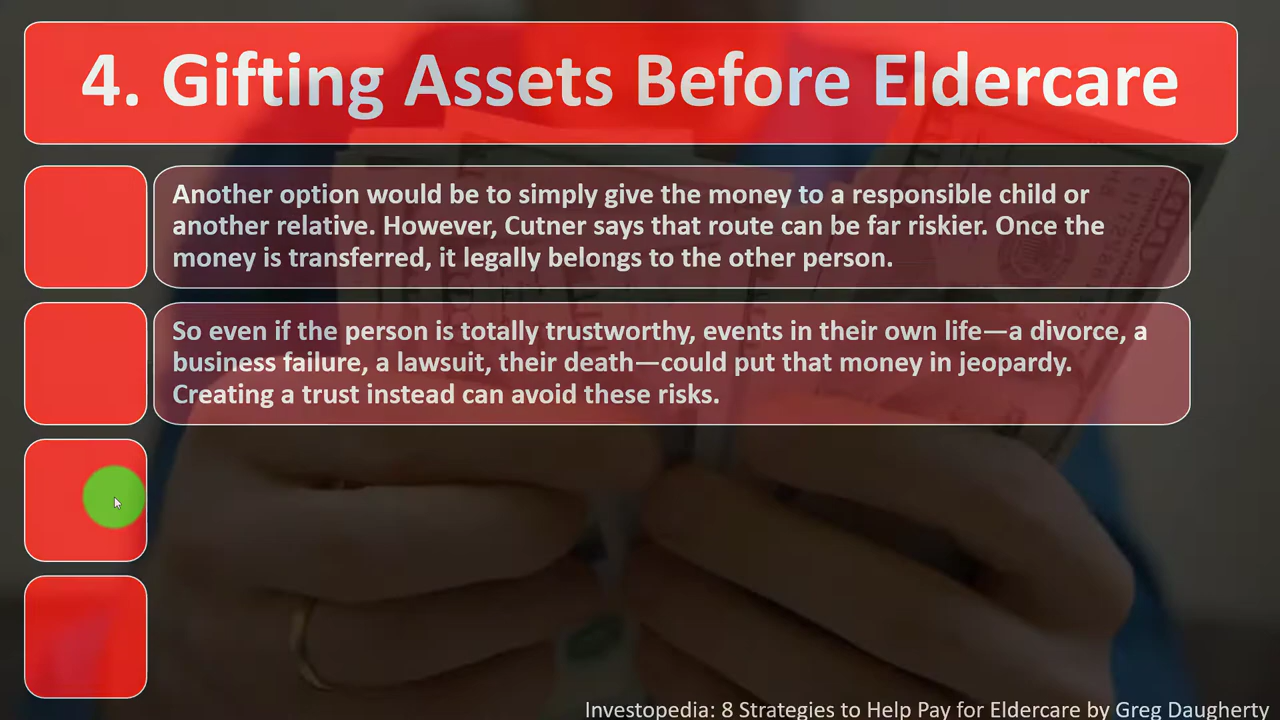 4. Gifting Assets Before Eldercare
Another option would be to simply give the money to a responsible child or
another relative. However, Cutner says that route can be far riskier. Once the
money is transferred, it legally belongs to the other person.
So even if the person is totally trustworthy, events in their own life—a divorce, a
business failure, a lawsuit, their death—could put that money in jeopardy.
Creating a trust instead can avoid these risks.
Investopedia: 8 Strategies to Help Pay for Eldercare by Greg Daugherty